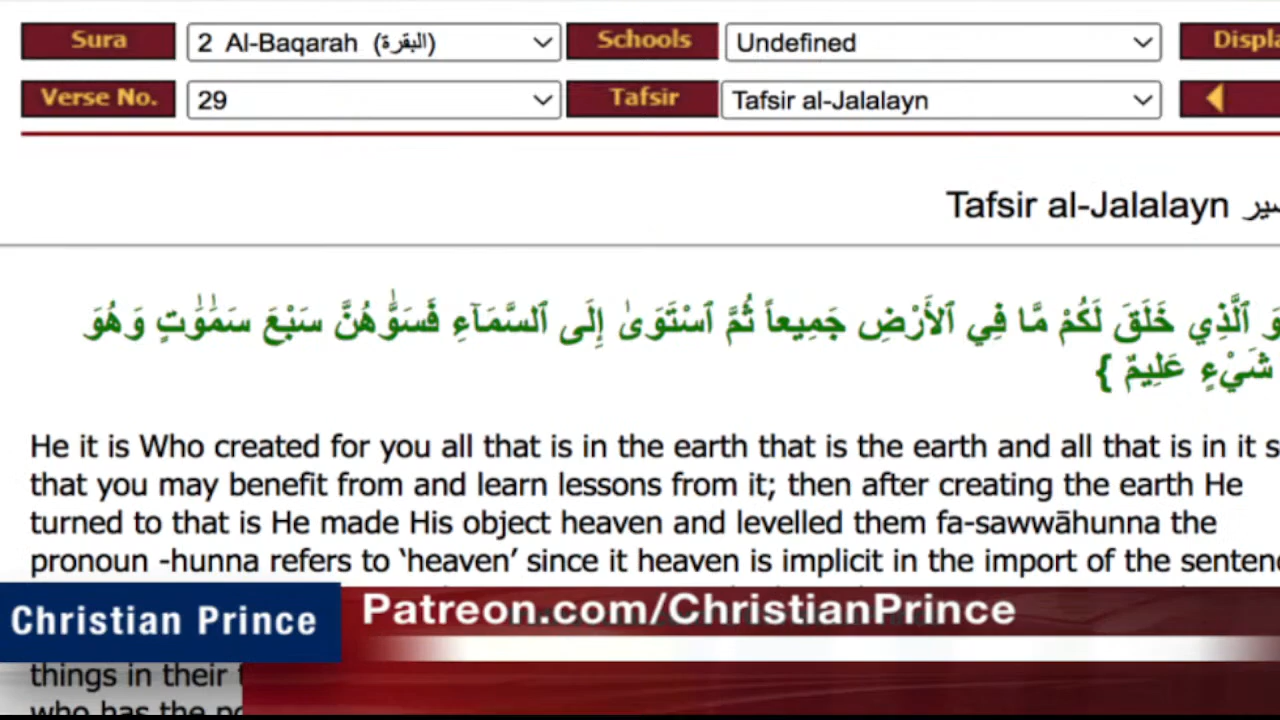 Sura
2 Al-Baqarah (البقرة)
Schools
Undefined
Verse No.
29
Tafsir
Tafsir al-Jalalayn
Tafsir al-Jalalayn
ٱلَّذِي خَلَقَ لَكُمْ مَّا فِي ٱلأَرْضِ جَمِيعاً ثُمَّ ٱسْتَوَىٰ إِلَى ٱلسَّمَآءِ فَسَوَّٰهُنَّ سَبْعَ سَمَٰوَٰتٍ وَهُوَ
شَيْءٍ عَلِيمٌ }
He it is Who created for you all that is in the earth that is the earth and all that is in it
that you may benefit from and learn lessons from it; then after creating the earth He
turned to that is He made His object heaven and levelled them fa-sawwāhunna the
pronoun -hunna refers to ‘heaven’ since it heaven is implicit in the import of the
Christian Prince
Patreon.com/ChristianPrince
things in their
who has the